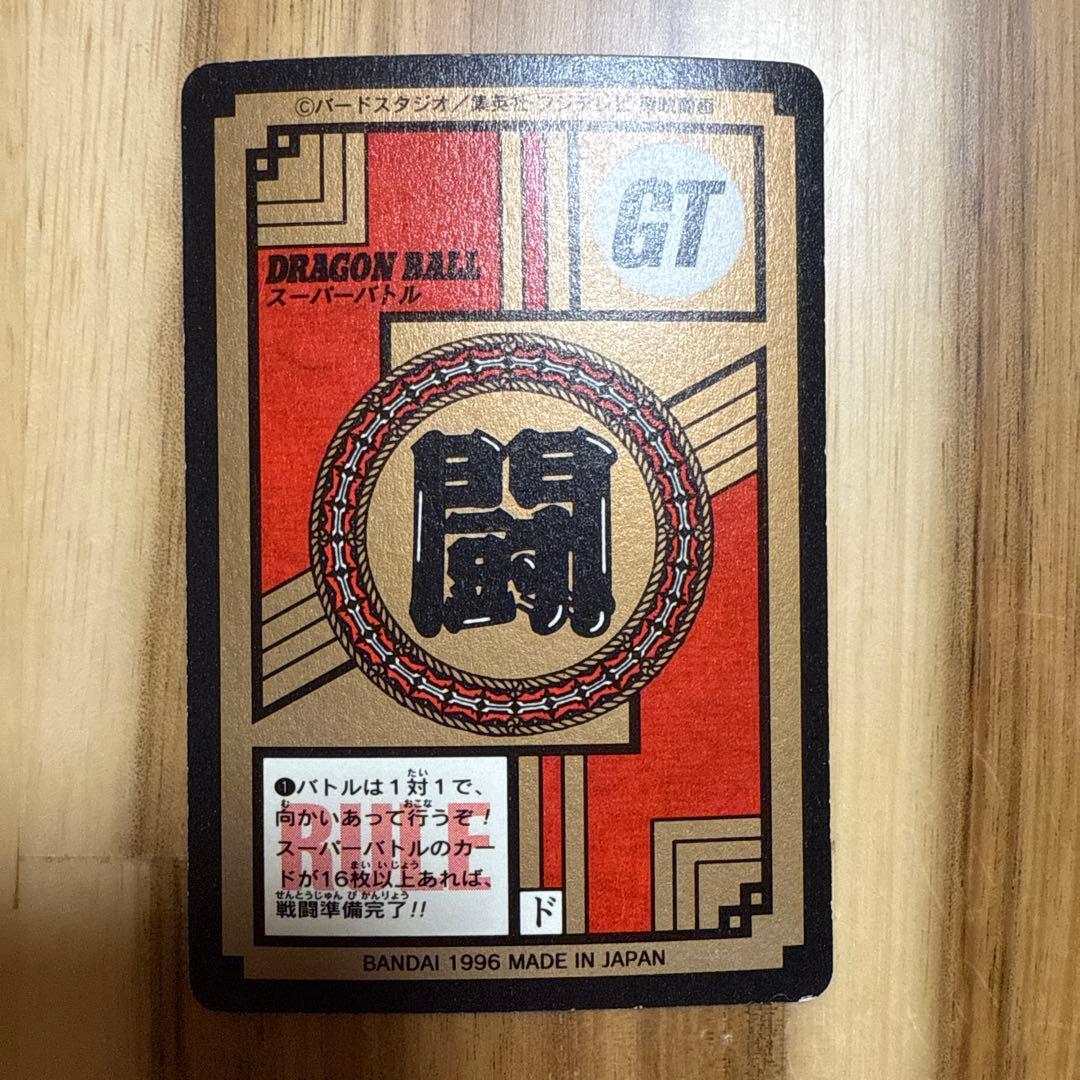 ©バードスタジオ／集英社・フジテレビ・東映動画
GT
DRAGON BALL
スーパーバトル
闘
RULE
❶バトルは1対1で、
向かいあって行うぞ！
スーパーバトルのカー
ドが16枚以上あれば、
戦闘準備完了!!
ド
BANDAI 1996 MADE IN JAPAN